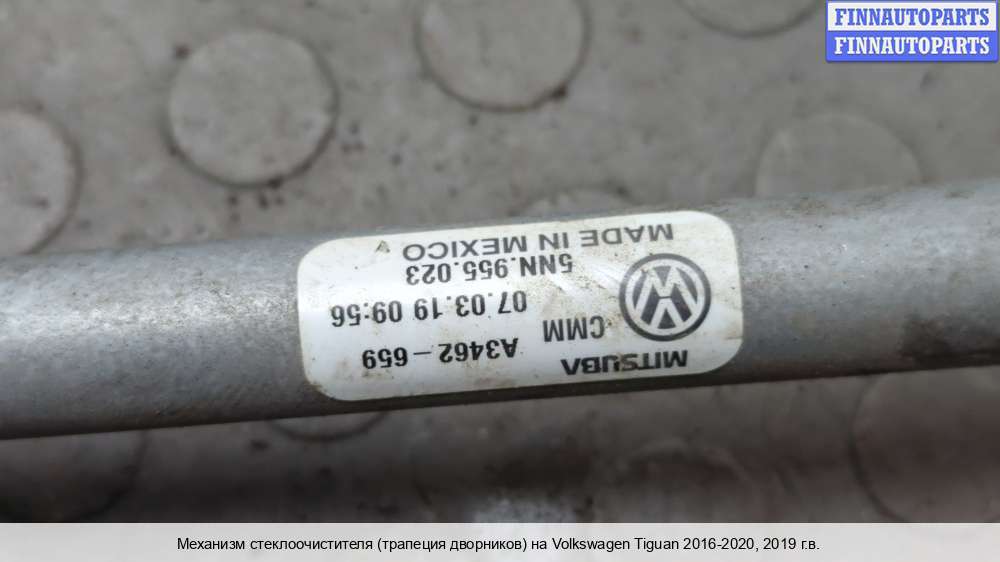 FINNAUTOPARTS
FINNAUTOPARTS
MITSUBA
A3462-659
CMM
07.03.19 09:56
5NN.955.023
MADE IN MEXICO
Механизм стеклоочистителя (трапеция дворников) на Volkswagen Tiguan 2016-2020, 2019 г.в.